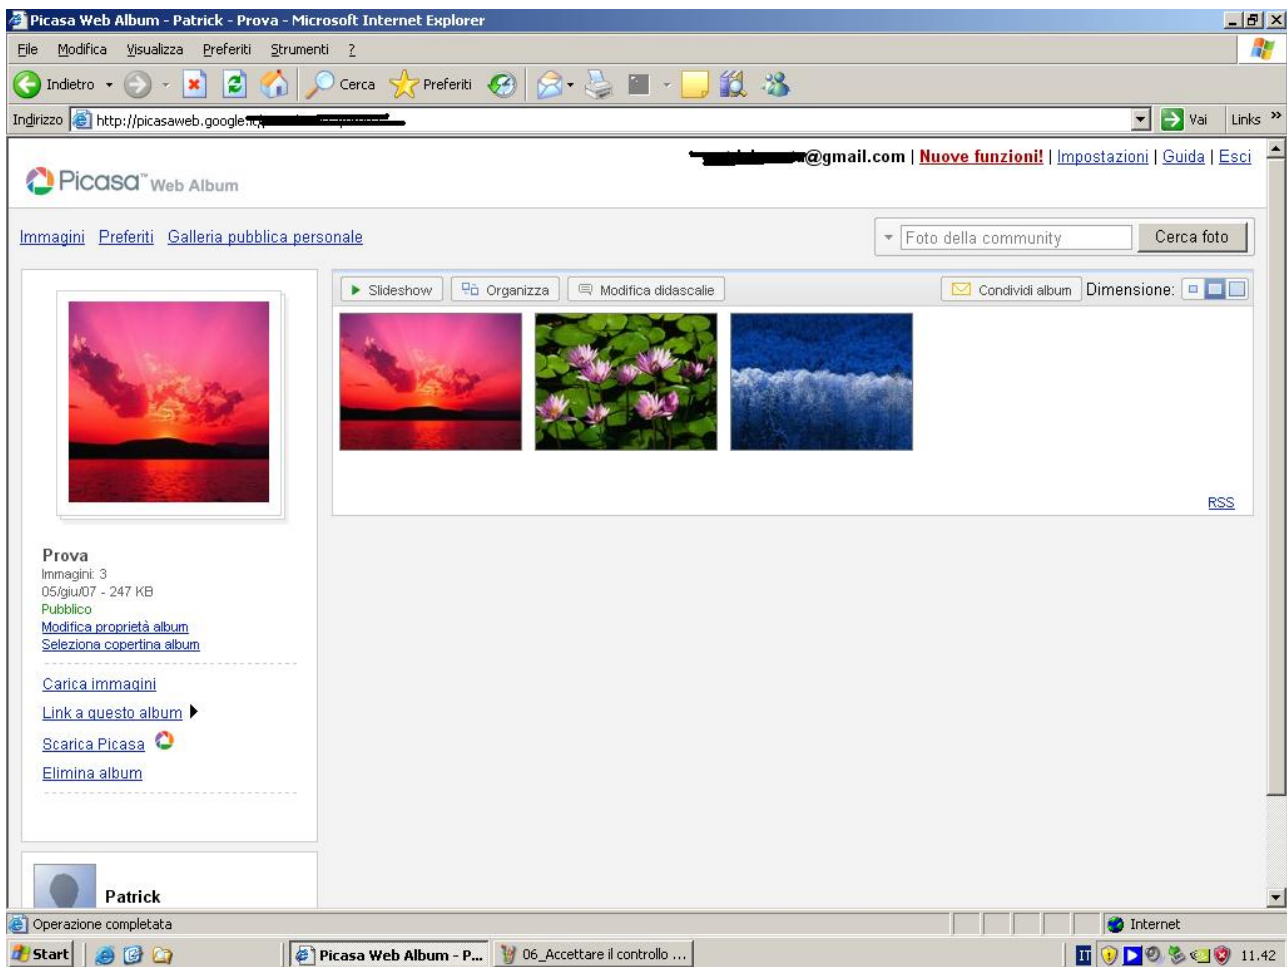 Picasa Web Album - Patrick - Prova - Microsoft Internet Explorer
File Modifica Visualizza Preferiti Strumenti ?
Indietro Cerca Preferiti
Indirizzo http://picasaweb.google. Vai Links »
@gmail.com | Nuove funzioni! | Impostazioni | Guida | Esci
Picasa™ Web Album
Immagini Preferiti Galleria pubblica personale Foto della community Cerca foto
Slideshow Organizza Modifica didascalie Condividi album Dimensione:
RSS
Prova
Immagini: 3
05/giu/07 - 247 KB
Pubblico
Modifica proprietà album
Seleziona copertina album
Carica immagini
Link a questo album
Scarica Picasa
Elimina album
Patrick
Operazione completata Internet
Start Picasa Web Album - P... 06_Accettare il controllo ... IT 11.42